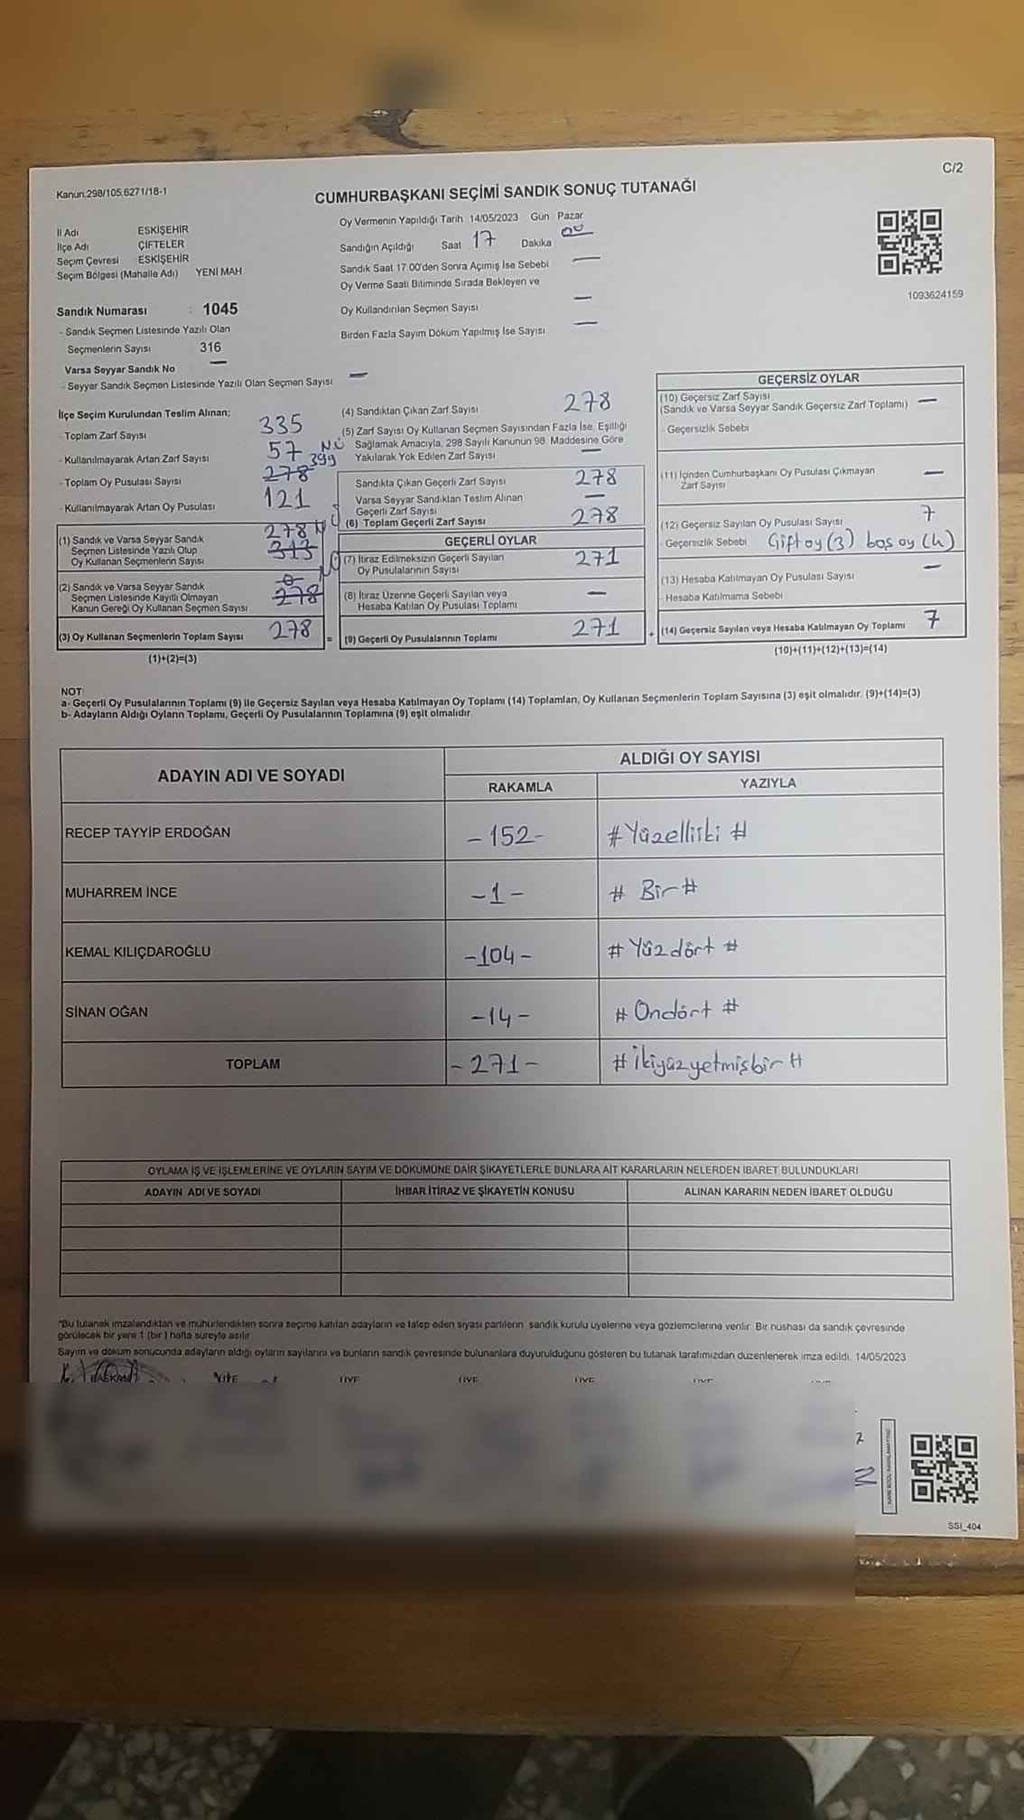 Kanun:298/105.6271/18-1
C/2
CUMHURBAŞKANI SEÇİMİ SANDIK SONUÇ TUTANAĞI
İl Adı ESKİŞEHİR
İlçe Adı ÇİFTELER
Seçim Çevresi ESKİŞEHİR
Seçim Bölgesi (Mahalle Adı) YENİ MAH
Sandık Numarası : 1045
- Sandık Seçmen Listesinde Yazılı Olan
Seçmenlerin Sayısı 316
Varsa Seyyar Sandık No —
- Seyyar Sandık Seçmen Listesinde Yazılı Olan Seçmen Sayısı —
Oy Vermenin Yapıldığı Tarih 14/05/2023 Gün Pazar
Sandığın Açıldığı Saat 17 Dakika 00
Sandık Saat 17:00'den Sonra Açımış İse Sebebi —
Oy Verme Saati Bitiminde Sırada Bekleyen ve
Oy Kullandırılan Seçmen Sayısı —
Birden Fazla Sayım Döküm Yapılmış İse Sayısı —
1093624159
İlçe Seçim Kurulundan Teslim Alınan;
- Toplam Zarf Sayısı 335
- Kullanılmayarak Artan Zarf Sayısı 57
- Toplam Oy Pusulası Sayısı 278 399
- Kullanılmayarak Artan Oy Pusulası 121
(1) Sandık ve Varsa Seyyar Sandık 278
Seçmen Listesinde Yazılı Olup 313
Oy Kullanan Seçmenlerin Sayısı
(2) Sandık ve Varsa Seyyar Sandık 0
Seçmen Listesinde Kayıtlı Olmayan 278
Kanun Gereği Oy Kullanan Seçmen Sayısı
(3) Oy Kullanan Seçmenlerin Toplam Sayısı 278 =
(1)+(2)=(3)
(4) Sandıktan Çıkan Zarf Sayısı 278
(5) Zarf Sayısı Oy Kullanan Seçmen Sayısından Fazla İse, Eşitliği
Sağlamak Amacıyla, 298 Sayılı Kanunun 98. Maddesine Göre
Yakılarak Yok Edilen Zarf Sayısı —
Sandıkta Çıkan Geçerli Zarf Sayısı 278
Varsa Seyyar Sandıktan Teslim Alınan
Geçerli Zarf Sayısı —
(6) Toplam Geçerli Zarf Sayısı 278
GEÇERLİ OYLAR
(7) İtiraz Edilmeksizin Geçerli Sayılan
Oy Pusulalarının Sayısı 271
(8) İtiraz Üzerine Geçerli Sayılan veya
Hesaba Katılan Oy Pusulası Toplamı —
(9) Geçerli Oy Pusulalarının Toplamı 271 +
GEÇERSİZ OYLAR
(10) Geçersiz Zarf Sayısı
(Sandık ve Varsa Seyyar Sandık Geçersiz Zarf Toplamı) —
- Geçersizlik Sebebi
(11) İçinden Cumhurbaşkanı Oy Pusulası Çıkmayan
Zarf Sayısı —
(12) Geçersiz Sayılan Oy Pusulası Sayısı 7
- Geçersizlik Sebebi Çift oy (3) boş oy (4)
(13) Hesaba Katılmayan Oy Pusulası Sayısı —
- Hesaba Katılmama Sebebi
(14) Geçersiz Sayılan veya Hesaba Katılmayan Oy Toplamı 7
(10)+(11)+(12)+(13)=(14)
NOT:
a- Geçerli Oy Pusulalarının Toplamı (9) ile Geçersiz Sayılan veya Hesaba Katılmayan Oy Toplamı (14) Toplamları, Oy Kullanan Seçmenlerin Toplam Sayısına (3) eşit olmalıdır. (9)+(14)=(3)
b- Adayların Aldığı Oyların Toplamı, Geçerli Oy Pusulalarının Toplamına (9) eşit olmalıdır
ADAYIN ADI VE SOYADI ALDIĞI OY SAYISI
RAKAMLA YAZIYLA
RECEP TAYYİP ERDOĞAN -152- #Yüzelliiki#
MUHARREM İNCE -1- #Bir#
KEMAL KILIÇDAROĞLU -104- #Yüzdört#
SİNAN OĞAN -14- #Ondört#
TOPLAM -271- #İkiyüzyetmişbir#
OYLAMA İŞ VE İŞLEMLERİNE VE OYLARIN SAYIM VE DÖKÜMÜNE DAİR ŞİKAYETLERLE BUNLARA AİT KARARLARIN NELERDEN İBARET BULUNDUKLARI
ADAYIN ADI VE SOYADI İHBAR İTİRAZ VE ŞİKAYETİN KONUSU ALINAN KARARIN NEDEN İBARET OLDUĞU
*Bu tutanak imzalandıktan ve mühürlendikten sonra seçime katılan adayların ve talep eden siyasi partilerin sandık kurulu üyelerine veya gözlemcilerine verilir. Bir nüshası da sandık çevresinde
görülecek bir yere 1 (bir) hafta süreyle asılır
Sayım ve döküm sonucunda adayların aldığı oyların sayılarını ve bunların sandık çevresinde bulunanlara duyurulduğunu gösteren bu tutanak tarafımızdan düzenlenerek imza edildi. 14/05/2023
SSI_404